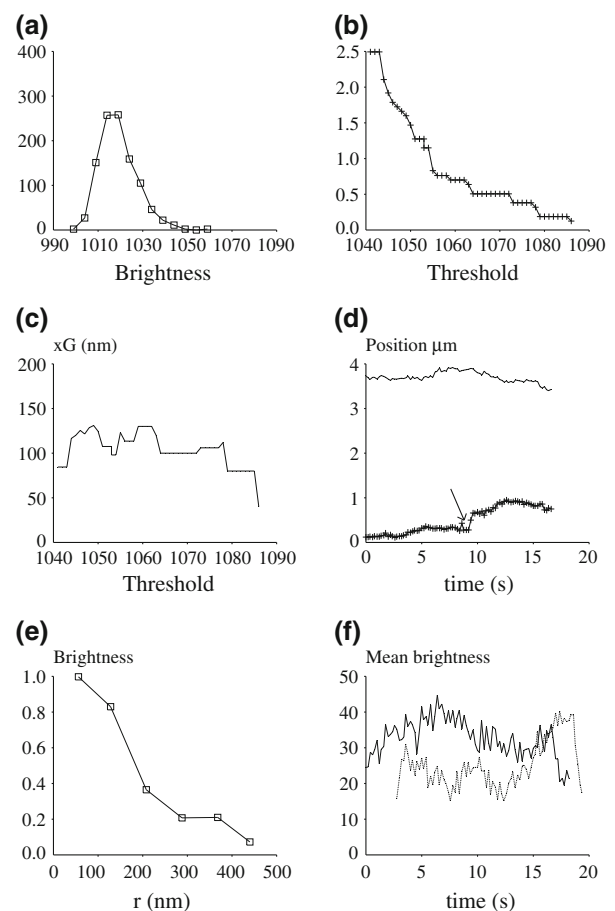 (a)
400
300
200
100
0
990 1010 1030 1050 1070 1090
Brightness
(b)
2.5
2.0
1.5
1.0
0.5
0.0
1040 1050 1060 1070 1080 1090
Threshold
(c)
xG (nm)
200
150
100
50
0
1040 1050 1060 1070 1080 1090
Threshold
(d)
Position μm
4
3
2
1
0
0 5 10 15 20
time (s)
(e)
Brightness
1.0
0.8
0.6
0.4
0.2
0.0
0 100 200 300 400 500
r (nm)
(f)
Mean brightness
50
40
30
20
10
0
0 5 10 15 20
time (s)